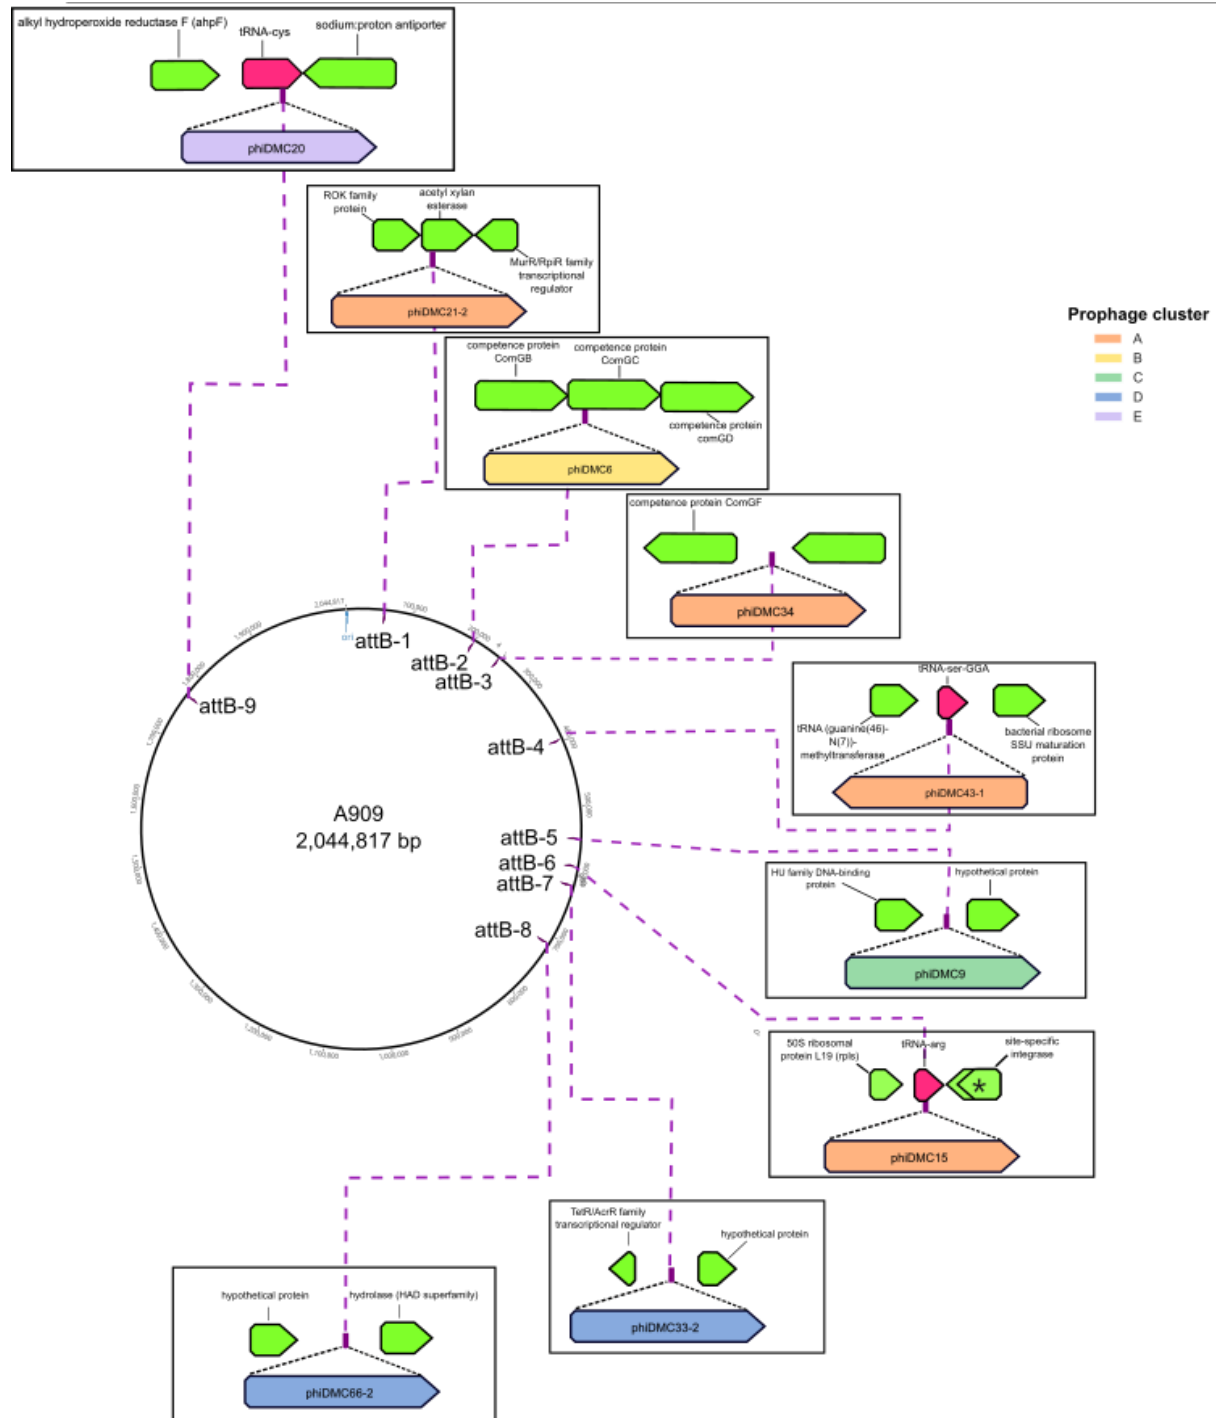 alkyl hydroperoxide reductase F (ahpF)
tRNA-cys
sodium:proton antiporter
phiDMC20
ROK family
protein
acetyl xylan
esterase
MurR/RpiR family
transcriptional
regulator
phiDMC21-2
competence protein
ComGB
competence protein
ComGC
competence protein
comGD
phiDMC6
Prophage cluster
A
B
C
D
E
competence protein ComGF
phiDMC34
tRNA-ser-GGA
tRNA (guanine(46)-
N(7))-
methyltransferase
bacterial ribosome
SSU maturation
protein
phiDMC43-1
HU family DNA-binding
protein
hypothetical protein
phiDMC9
50S ribosomal
protein L19 (rpls)
tRNA-arg
site-specific
integrase
*
phiDMC15
TetR/AcrR family
transcriptional regulator
hypothetical protein
phiDMC33-2
hypothetical protein
hydrolase (HAD superfamily)
phiDMC66-2
2,044,817
ori
attB-1
attB-2
attB-3
attB-4
attB-5
attB-6
attB-7
attB-8
attB-9
A909
2,044,817 bp